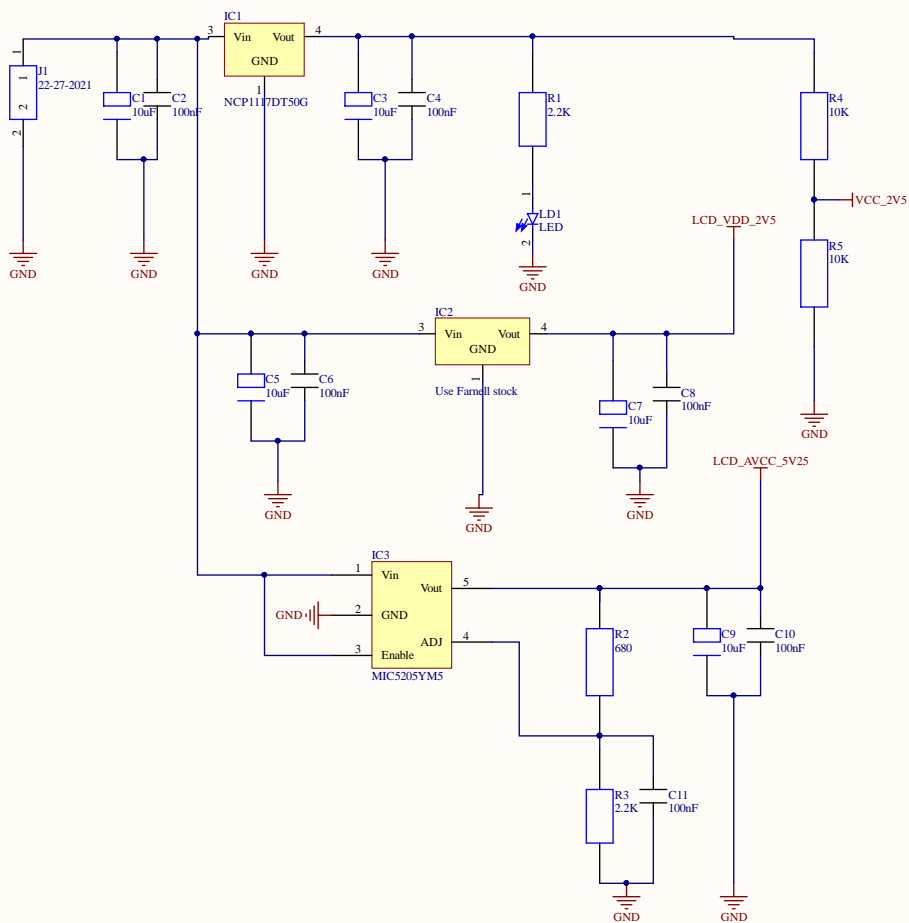 IC1
3
Vin
Vout
4
GND
1
NCP1117DT50G
1
J1
1
22-27-2021
2
2
C1
10uF
C2
100nF
C3
10uF
C4
100nF
R1
2.2K
R4
10K
1
LD1
LED
2
VCC_2V5
LCD_VDD_2V5
R5
10K
GND
GND
GND
GND
GND
IC2
3
Vin
Vout
4
GND
1
Use Farnell stock
C5
10uF
C6
100nF
C7
10uF
C8
100nF
GND
GND
GND
GND
LCD_AVCC_5V25
IC3
1
Vin
Vout
5
GND
2
GND
ADJ
4
3
Enable
MIC5205YM5
R2
680
C9
10uF
C10
100nF
R3
2.2K
C11
100nF
GND
GND